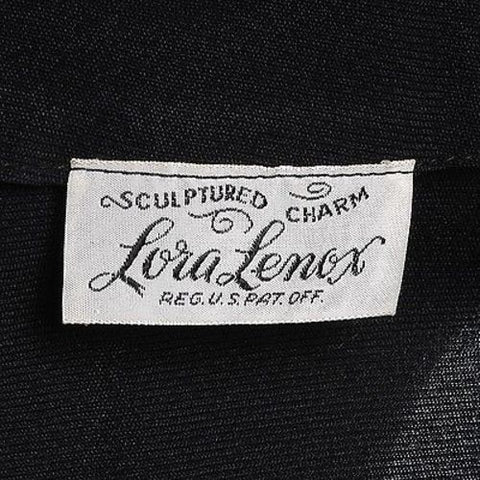 SCULPTURED CHARM
Lora Lenox
REG. U.S. PAT. OFF.